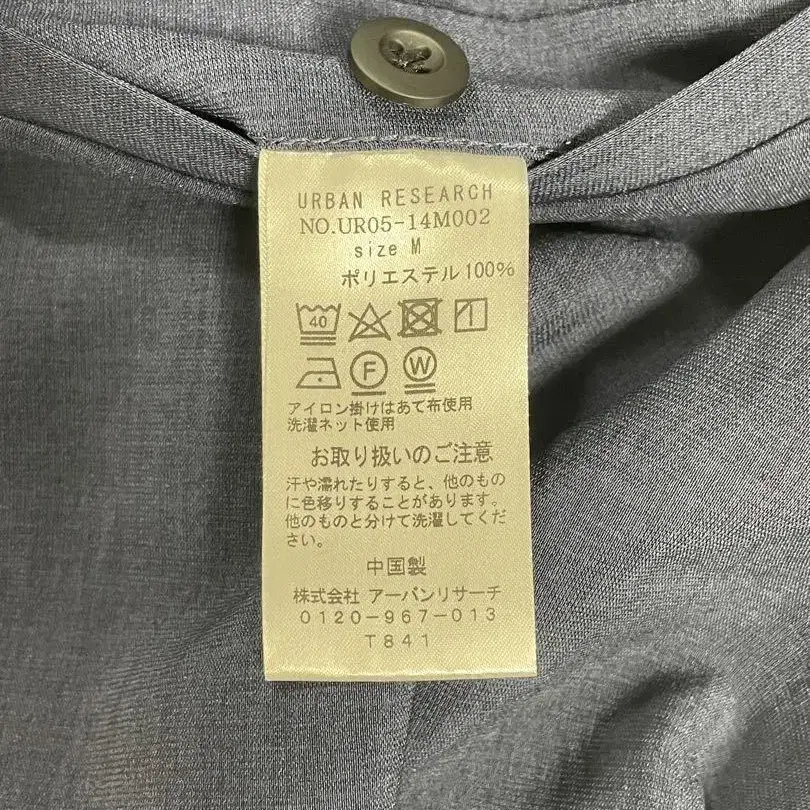 URBAN RESEARCH
NO.UR05-14M002
size M
ポリエステル100%
40
F W
アイロン掛けはあて布使用
洗濯ネット使用
お取り扱いのご注意
汗や濡れたりすると、他のもの
に色移りすることがあります。
他のものと分けて洗濯してくだ
さい。
中国製
株式会社 アーバンリサーチ
0120-967-013
T841